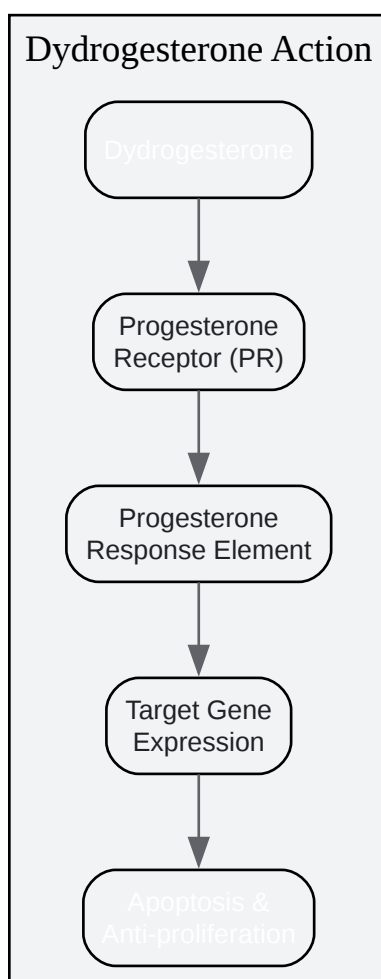 Dydrogesterone Action
Dydrogesterone
Progesterone
Receptor (PR)
Progesterone
Response Element
Target Gene
Expression
Apoptosis &
Anti-proliferation